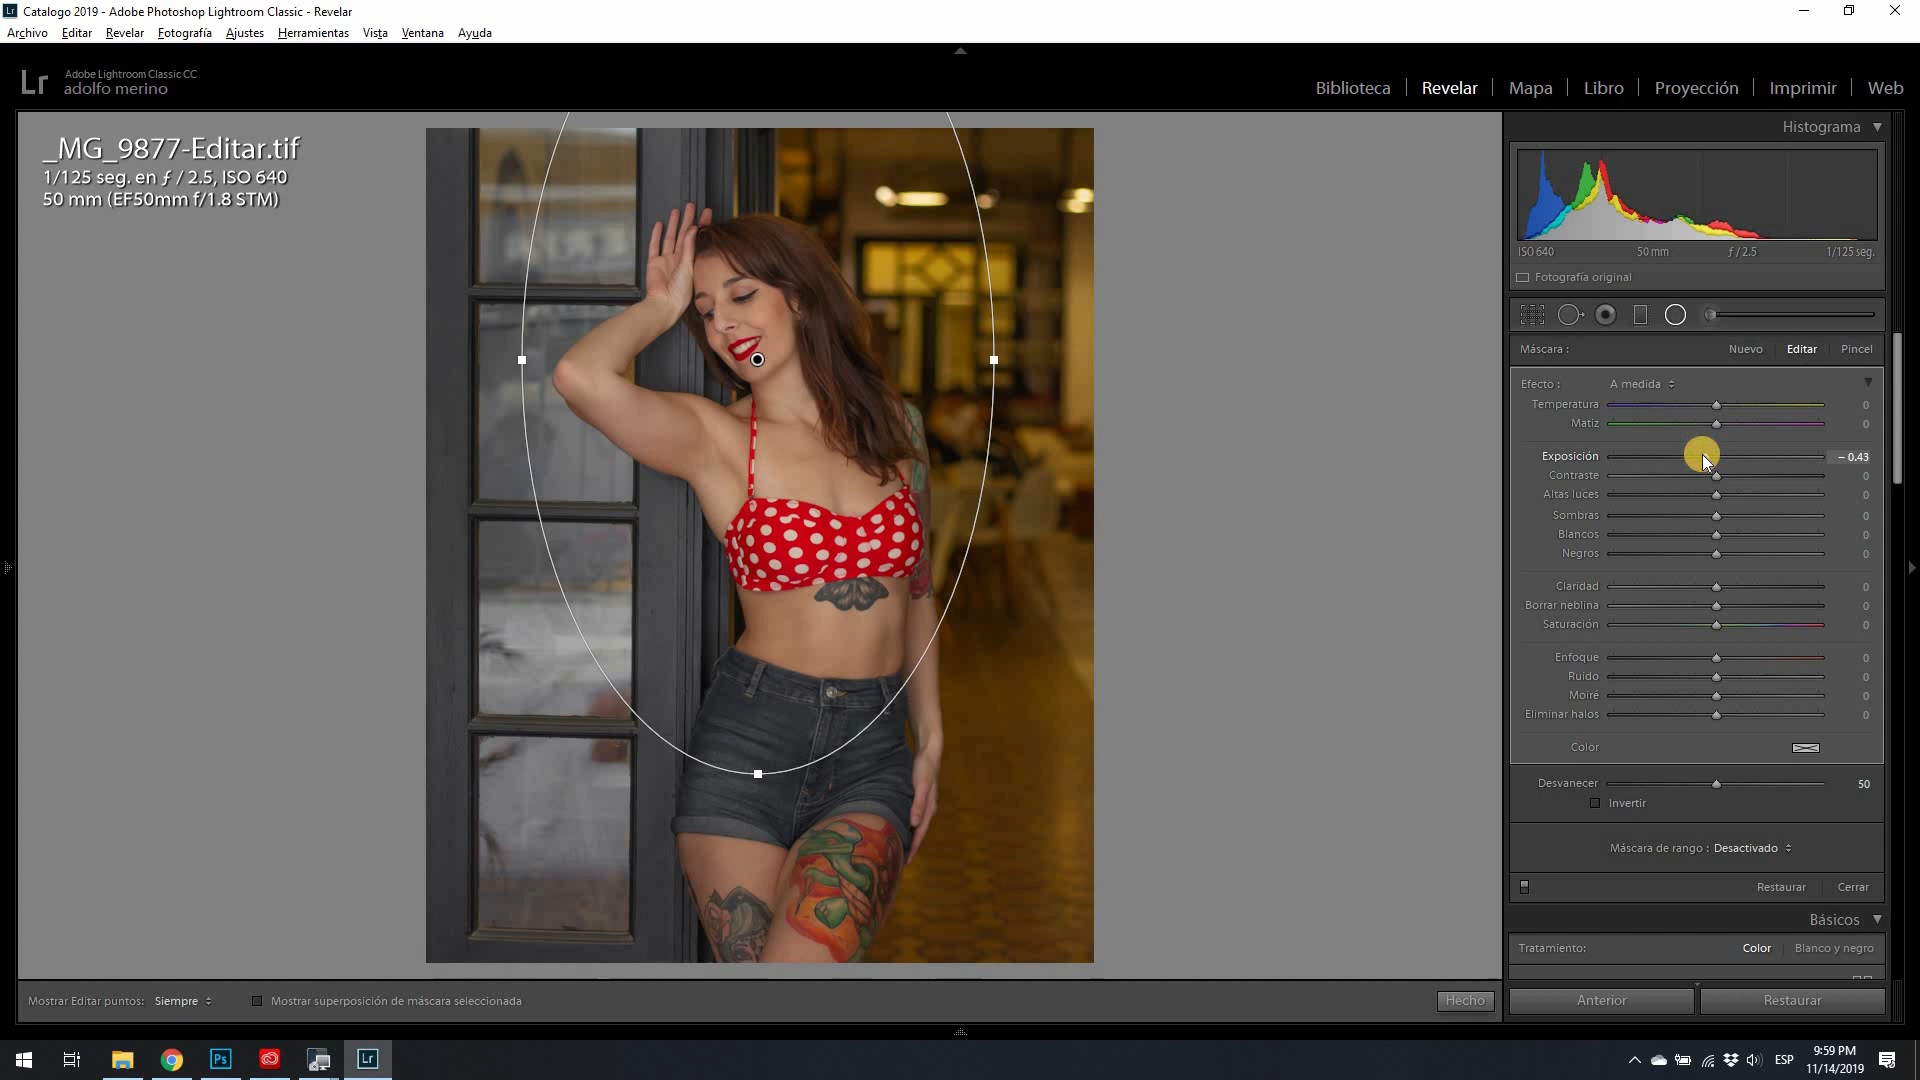 Catalogo 2019 - Adobe Photoshop Lightroom Classic - Revelar
Archivo Editar Revelar Fotografía Ajustes Herramientas Vista Ventana Ayuda
Lr Adobe Lightroom Classic CC
adolfo merino
Biblioteca Revelar Mapa Libro Proyección Imprimir Web
_MG_9877-Editar.tif
1/125 seg. en ƒ / 2.5, ISO 640
50 mm (EF50mm f/1.8 STM)
Histograma
ISO 640 50 mm ƒ / 2.5 1/125 seg.
Fotografía original
Máscara : Nuevo Editar Pincel
Efecto : A medida
Temperatura 0
Matiz 0
Exposición – 0.43
Contraste 0
Altas luces 0
Sombras 0
Blancos 0
Negros 0
Claridad 0
Borrar neblina 0
Saturación 0
Enfoque 0
Ruido 0
Moiré 0
Eliminar halos 0
Color
Desvanecer 50
Invertir
Máscara de rango : Desactivado
Restaurar Cerrar
Básicos
Tratamiento: Color Blanco y negro
Mostrar Editar puntos: Siempre Mostrar superposición de máscara seleccionada Hecho
Anterior Restaurar
Ps Lr ESP 9:59 PM
11/14/2019